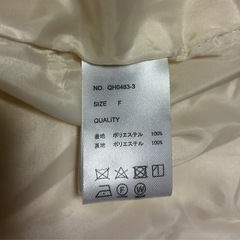 NO. QH0483-3
SIZE F
QUALITY
表地 ポリエステル 100%
裏地 ポリエステル 100%